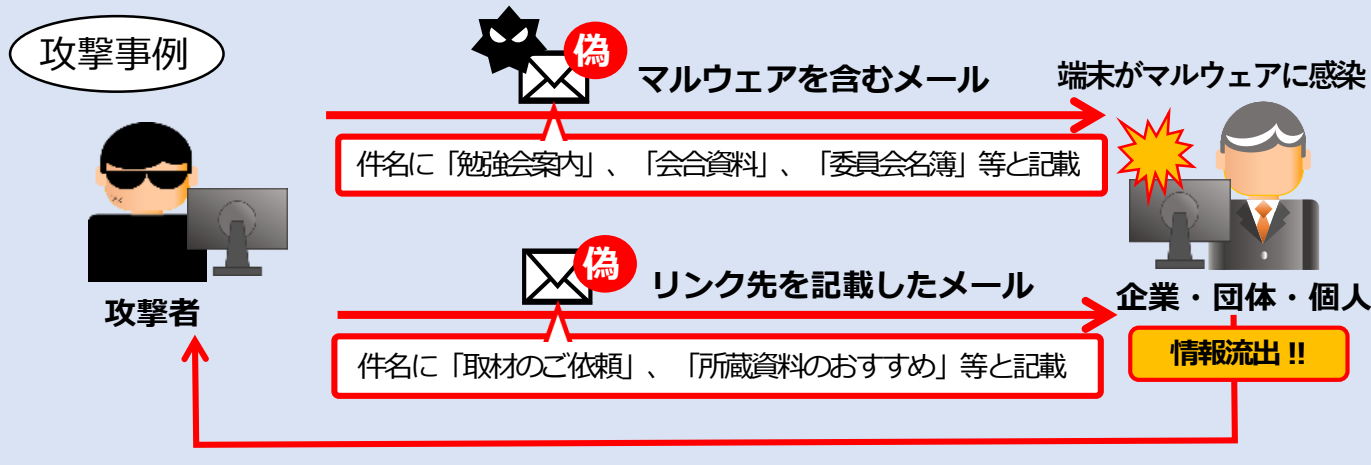 攻撃事例
偽
マルウェアを含むメール
端末がマルウェアに感染
件名に「勉強会案内」、「会合資料」、「委員会名簿」等と記載
偽
リンク先を記載したメール
攻撃者
企業・団体・個人
件名に「取材のご依頼」、「所蔵資料のおすすめ」等と記載
情報流出!!